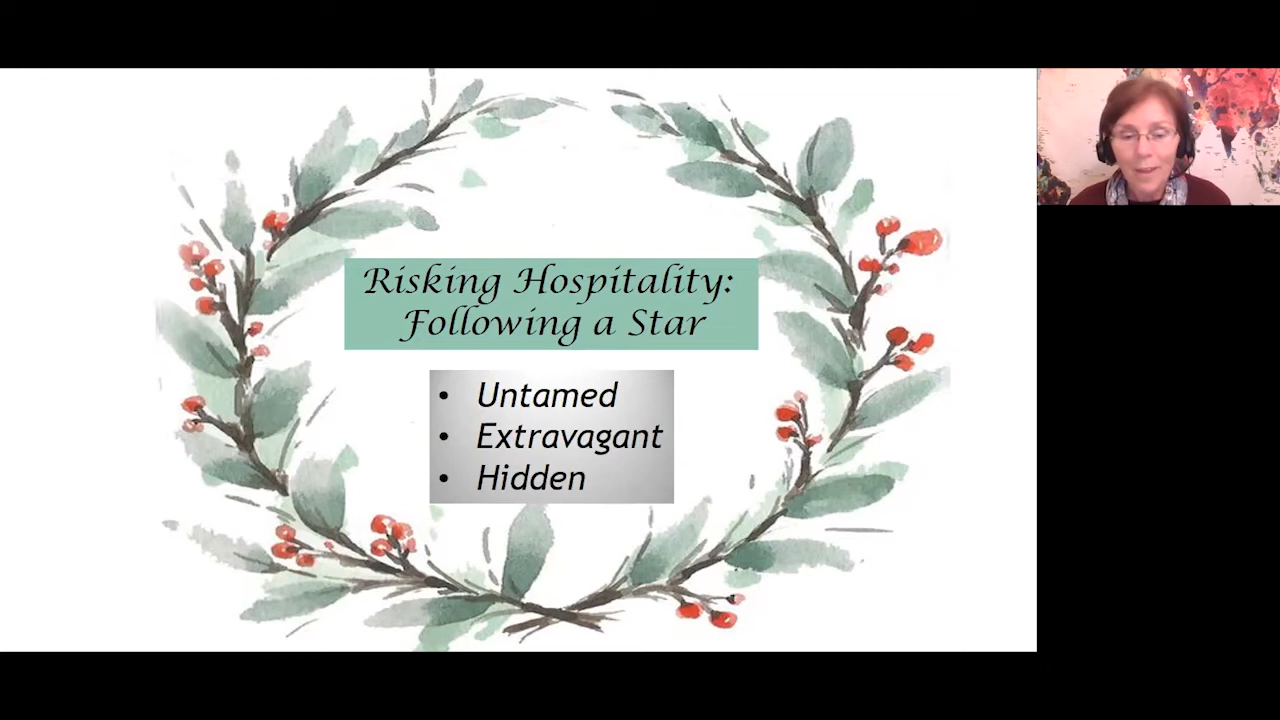 Risking Hospitality:
Following a Star
• Untamed
• Extravagant
• Hidden